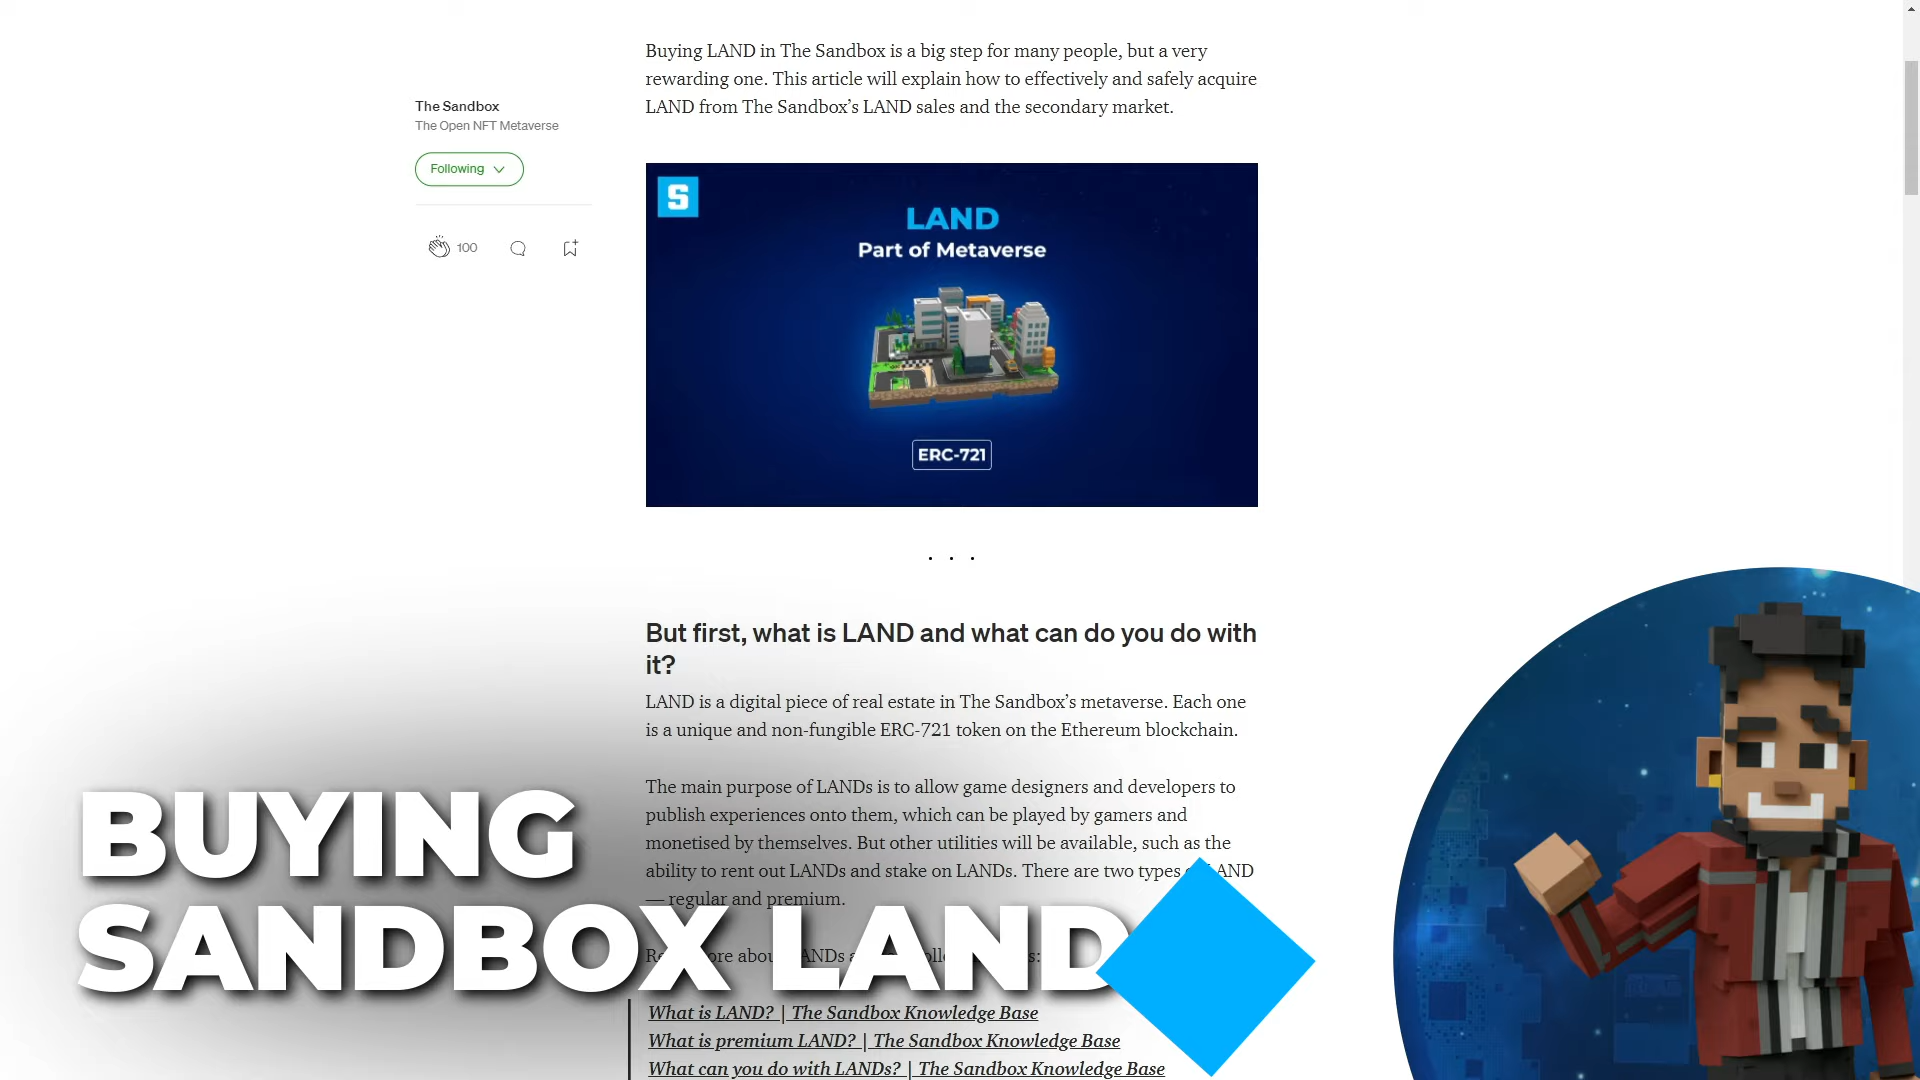 Buying LAND in The Sandbox is a big step for many people, but a very
rewarding one. This article will explain how to effectively and safely acquire
LAND from The Sandbox's LAND sales and the secondary market.
The Sandbox
The Open NFT Metaverse
Following
100
S
LAND
Part of Metaverse
ERC-721
. . .
But first, what is LAND and what can do you do with
it?
LAND is a digital piece of real estate in The Sandbox's metaverse. Each one
is a unique and non-fungible ERC-721 token on the Ethereum blockchain.
The main purpose of LANDs is to allow game designers and developers to
publish experiences onto them, which can be played by gamers and
monetised by themselves. But other utilities will be available, such as the
ability to rent out LANDs and stake on LANDs. There are two types LAND
— regular and premium.
BUYING
SANDBOX LAND
What is LAND? | The Sandbox Knowledge Base
What is premium LAND? | The Sandbox Knowledge Base
What can you do with LANDs? | The Sandbox Knowledge Base